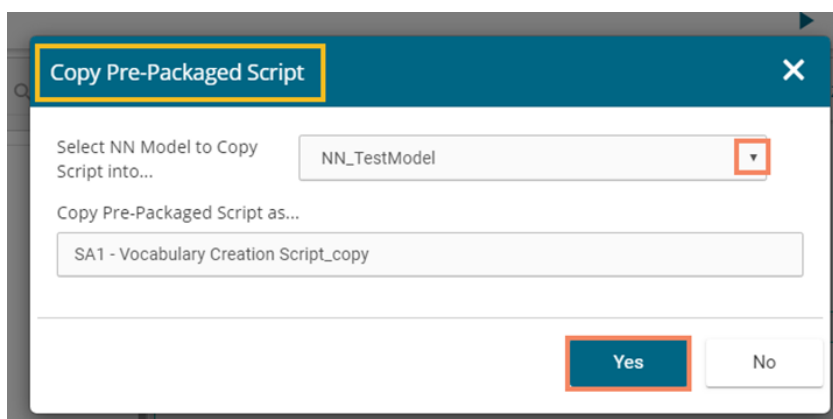 Copy Pre-Packaged Script
Select NN Model to Copy
Script into...
NN_TestModel
Copy Pre-Packaged Script as...
SA1 - Vocabulary Creation Script_copy
Yes
No